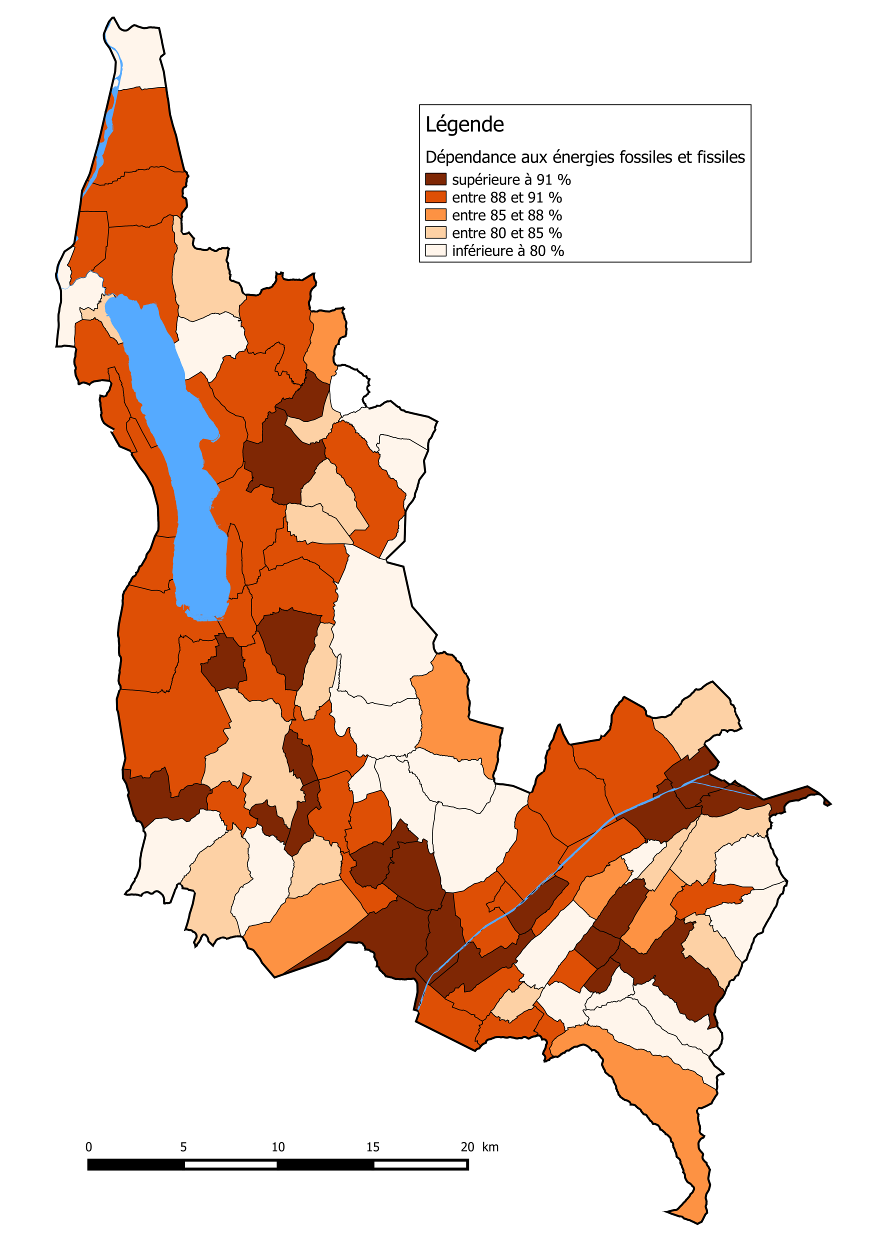 Légende
Dépendance aux énergies fossiles et fissiles
supérieure à 91 %
entre 88 et 91 %
entre 85 et 88 %
entre 80 et 85 %
inférieure à 80 %
0 5 10 15 20 km